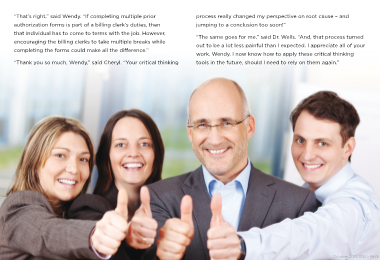 "That's right," said Wendy. "If completing multiple prior
authorization forms is part of a billing clerk's duties, then
that individual has to come to terms with the job. However,
encouraging the billing clerks to take multiple breaks while
completing the forms could make all the difference."
"Thank you so much, Wendy," said Cheryl. "Your critical thinking
process really changed my perspective on root cause – and
jumping to a conclusion too soon!"
"The same goes for me," said Dr. Wells. "And, that process turned
out to be a lot less painful than I expected. I appreciate all of your
work, Wendy. I now know how to apply these critical thinking
tools in the future, should I need to rely on them again."